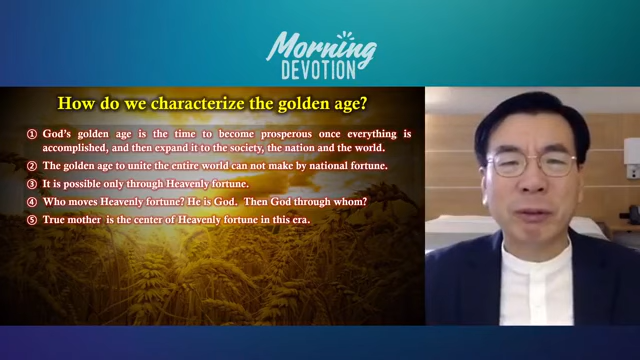 Morning
DEVOTION
How do we characterize the golden age?
① God's golden age is the time to become prosperous once everything is
accomplished, and then expand it to the society, the nation and the world.
② The golden age to unite the entire world can not make by national fortune.
③ It is possible only through Heavenly fortune.
④ Who moves Heavenly fortune? He is God. Then God through whom?
⑤ True mother is the center of Heavenly fortune in this era.